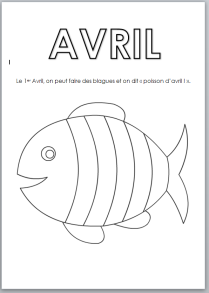 AVRIL
Le 1er Avril, on peut faire des blagues et on dit « poisson d'avril ! ».